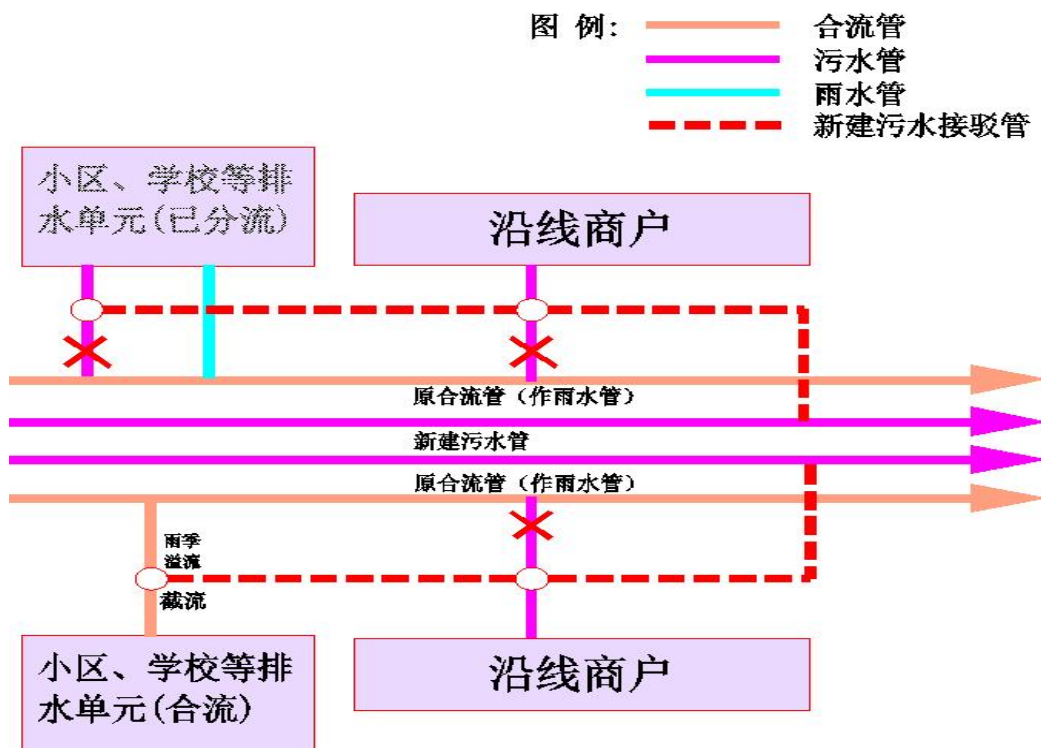 图 例:
合流管
污水管
雨水管
新建污水接驳管
小区、学校等排
水单元(已分流)
沿线商户
原合流管（作雨水管）
新建污水管
原合流管（作雨水管）
雨季
溢流
截流
小区、学校等排
水单元(合流)
沿线商户